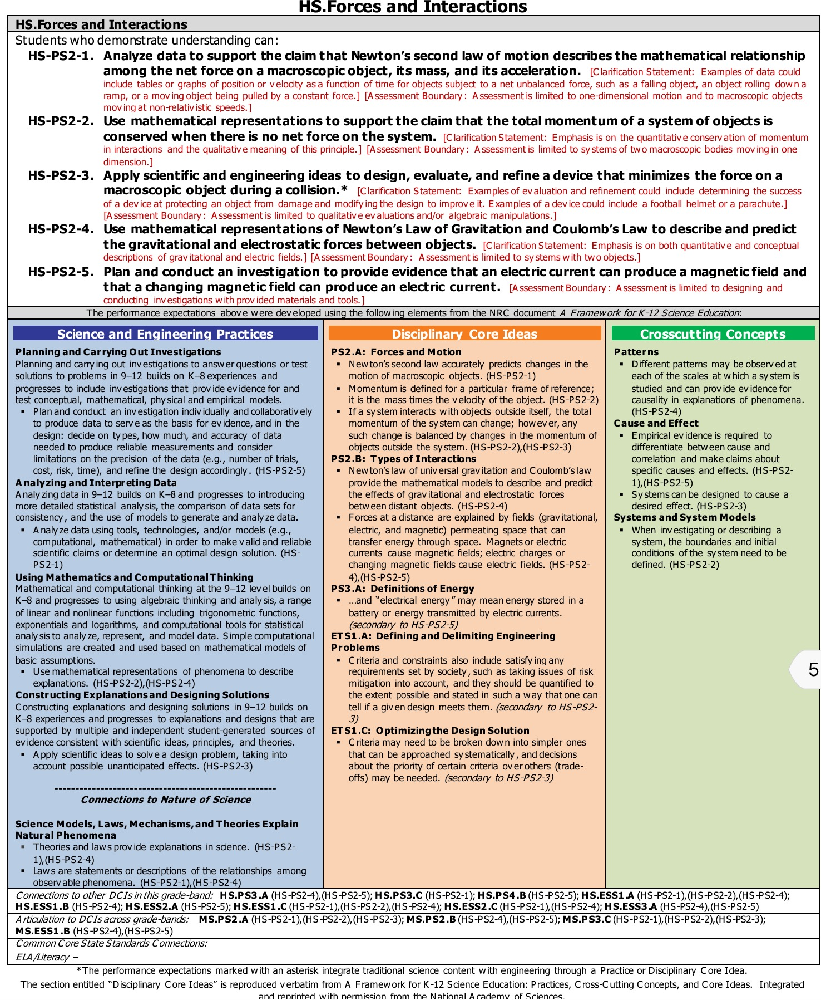 HS.Forces and Interactions
HS.Forces and Interactions
Students who demonstrate understanding can:
HS-PS2-1. Analyze data to support the claim that Newton’s second law of motion describes the mathematical relationship
among the net force on a macroscopic object, its mass, and its acceleration. [Clarification Statement: Examples of data could
include tables or graphs of position or velocity as a function of time for objects subject to a net unbalanced force, such as a falling object, an object rolling down a
ramp, or a moving object being pulled by a constant force.] [Assessment Boundary: Assessment is limited to one-dimensional motion and to macroscopic objects
moving at non-relativistic speeds.]
HS-PS2-2. Use mathematical representations to support the claim that the total momentum of a system of objects is
conserved when there is no net force on the system. [Clarification Statement: Emphasis is on the quantitative conservation of momentum
in interactions and the qualitative meaning of this principle.] [Assessment Boundary: Assessment is limited to systems of two macroscopic bodies moving in one
dimension.]
HS-PS2-3. Apply scientific and engineering ideas to design, evaluate, and refine a device that minimizes the force on a
macroscopic object during a collision.* [Clarification Statement: Examples of evaluation and refinement could include determining the success
of a device at protecting an object from damage and modifying the design to improve it. Examples of a device could include a football helmet or a parachute.]
[Assessment Boundary: Assessment is limited to qualitative evaluations and/or algebraic manipulations.]
HS-PS2-4. Use mathematical representations of Newton’s Law of Gravitation and Coulomb’s Law to describe and predict
the gravitational and electrostatic forces between objects. [Clarification Statement: Emphasis is on both quantitative and conceptual
descriptions of gravitational and electric fields.] [Assessment Boundary: Assessment is limited to systems with two objects.]
HS-PS2-5. Plan and conduct an investigation to provide evidence that an electric current can produce a magnetic field and
that a changing magnetic field can produce an electric current. [Assessment Boundary: Assessment is limited to designing and
conducting investigations with provided materials and tools.]
The performance expectations above were developed using the following elements from the NRC document A Framework for K-12 Science Education:
Science and Engineering Practices
Planning and Carrying Out Investigations
Planning and carrying out investigations to answer questions or test
solutions to problems in 9–12 builds on K–8 experiences and
progresses to include investigations that provide evidence for and
test conceptual, mathematical, physical and empirical models.
▪ Plan and conduct an investigation individually and collaboratively
to produce data to serve as the basis for evidence, and in the
design: decide on types, how much, and accuracy of data
needed to produce reliable measurements and consider
limitations on the precision of the data (e.g., number of trials,
cost, risk, time), and refine the design accordingly. (HS-PS2-5)
Analyzing and Interpreting Data
Analyzing data in 9–12 builds on K–8 and progresses to introducing
more detailed statistical analysis, the comparison of data sets for
consistency, and the use of models to generate and analyze data.
▪ Analyze data using tools, technologies, and/or models (e.g.,
computational, mathematical) in order to make valid and reliable
scientific claims or determine an optimal design solution. (HS-
PS2-1)
Using Mathematics and Computational Thinking
Mathematical and computational thinking at the 9–12 level builds on
K–8 and progresses to using algebraic thinking and analysis, a range
of linear and nonlinear functions including trigonometric functions,
exponentials and logarithms, and computational tools for statistical
analysis to analyze, represent, and model data. Simple computational
simulations are created and used based on mathematical models of
basic assumptions.
▪ Use mathematical representations of phenomena to describe
explanations. (HS-PS2-2),(HS-PS2-4)
Constructing Explanations and Designing Solutions
Constructing explanations and designing solutions in 9–12 builds on
K–8 experiences and progresses to explanations and designs that are
supported by multiple and independent student-generated sources of
evidence consistent with scientific ideas, principles, and theories.
▪ Apply scientific ideas to solve a design problem, taking into
account possible unanticipated effects. (HS-PS2-3)
-----------------------------------------------------
Connections to Nature of Science
Science Models, Laws, Mechanisms, and Theories Explain
Natural Phenomena
▪ Theories and laws provide explanations in science. (HS-PS2-
1),(HS-PS2-4)
▪ Laws are statements or descriptions of the relationships among
observable phenomena. (HS-PS2-1),(HS-PS2-4)
Disciplinary Core Ideas
PS2.A: Forces and Motion
▪ Newton’s second law accurately predicts changes in the
motion of macroscopic objects. (HS-PS2-1)
▪ Momentum is defined for a particular frame of reference;
it is the mass times the velocity of the object. (HS-PS2-2)
▪ If a system interacts with objects outside itself, the total
momentum of the system can change; however, any
such change is balanced by changes in the momentum of
objects outside the system. (HS-PS2-2),(HS-PS2-3)
PS2.B: Types of Interactions
▪ Newton’s law of universal gravitation and Coulomb’s law
provide the mathematical models to describe and predict
the effects of gravitational and electrostatic forces
between distant objects. (HS-PS2-4)
▪ Forces at a distance are explained by fields (gravitational,
electric, and magnetic) permeating space that can
transfer energy through space. Magnets or electric
currents cause magnetic fields; electric charges or
changing magnetic fields cause electric fields. (HS-PS2-
4),(HS-PS2-5)
PS3.A: Definitions of Energy
▪ …and “electrical energy” may mean energy stored in a
battery or energy transmitted by electric currents.
(secondary to HS-PS2-5)
ETS1.A: Defining and Delimiting Engineering
Problems
▪ Criteria and constraints also include satisfying any
requirements set by society, such as taking issues of risk
mitigation into account, and they should be quantified to
the extent possible and stated in such a way that one can
tell if a given design meets them. (secondary to HS-PS2-
3)
ETS1.C: Optimizing the Design Solution
▪ Criteria may need to be broken down into simpler ones
that can be approached systematically, and decisions
about the priority of certain criteria over others (trade-
offs) may be needed. (secondary to HS-PS2-3)
Crosscutting Concepts
Patterns
▪ Different patterns may be observed at
each of the scales at which a system is
studied and can provide evidence for
causality in explanations of phenomena.
(HS-PS2-4)
Cause and Effect
▪ Empirical evidence is required to
differentiate between cause and
correlation and make claims about
specific causes and effects. (HS-PS2-
1),(HS-PS2-5)
▪ Systems can be designed to cause a
desired effect. (HS-PS2-3)
Systems and System Models
▪ When investigating or describing a
system, the boundaries and initial
conditions of the system need to be
defined. (HS-PS2-2)
5
Connections to other DCIs in this grade-band: HS.PS3.A (HS-PS2-4),(HS-PS2-5); HS.PS3.C (HS-PS2-1); HS.PS4.B (HS-PS2-5); HS.ESS1.A (HS-PS2-1),(HS-PS2-2),(HS-PS2-4);
HS.ESS1.B (HS-PS2-4); HS.ESS2.A (HS-PS2-5); HS.ESS1.C (HS-PS2-1),(HS-PS2-2),(HS-PS2-4); HS.ESS2.C (HS-PS2-1),(HS-PS2-4); HS.ESS3.A (HS-PS2-4),(HS-PS2-5)
Articulation to DCIs across grade-bands: MS.PS2.A (HS-PS2-1),(HS-PS2-2),(HS-PS2-3); MS.PS2.B (HS-PS2-4),(HS-PS2-5); MS.PS3.C (HS-PS2-1),(HS-PS2-2),(HS-PS2-3);
MS.ESS1.B (HS-PS2-4),(HS-PS2-5)
Common Core State Standards Connections:
ELA/Literacy –
*The performance expectations marked with an asterisk integrate traditional science content with engineering through a Practice or Disciplinary Core Idea.
The section entitled “Disciplinary Core Ideas” is reproduced verbatim from A Framework for K-12 Science Education: Practices, Cross-Cutting Concepts, and Core Ideas. Integrated
and reprinted with permission from the National Academy of Sciences.